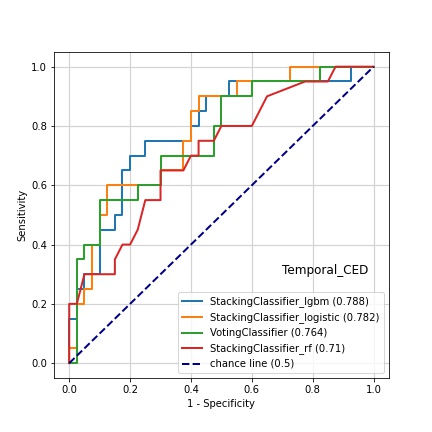 1.0
0.8
0.6
0.4
0.2
0.0
Sensitivity
Temporal_CED
StackingClassifier_lgbm (0.788)
StackingClassifier_logistic (0.782)
VotingClassifier (0.764)
StackingClassifier_rf (0.71)
chance line (0.5)
0.0 0.2 0.4 0.6 0.8 1.0
1 - Specificity